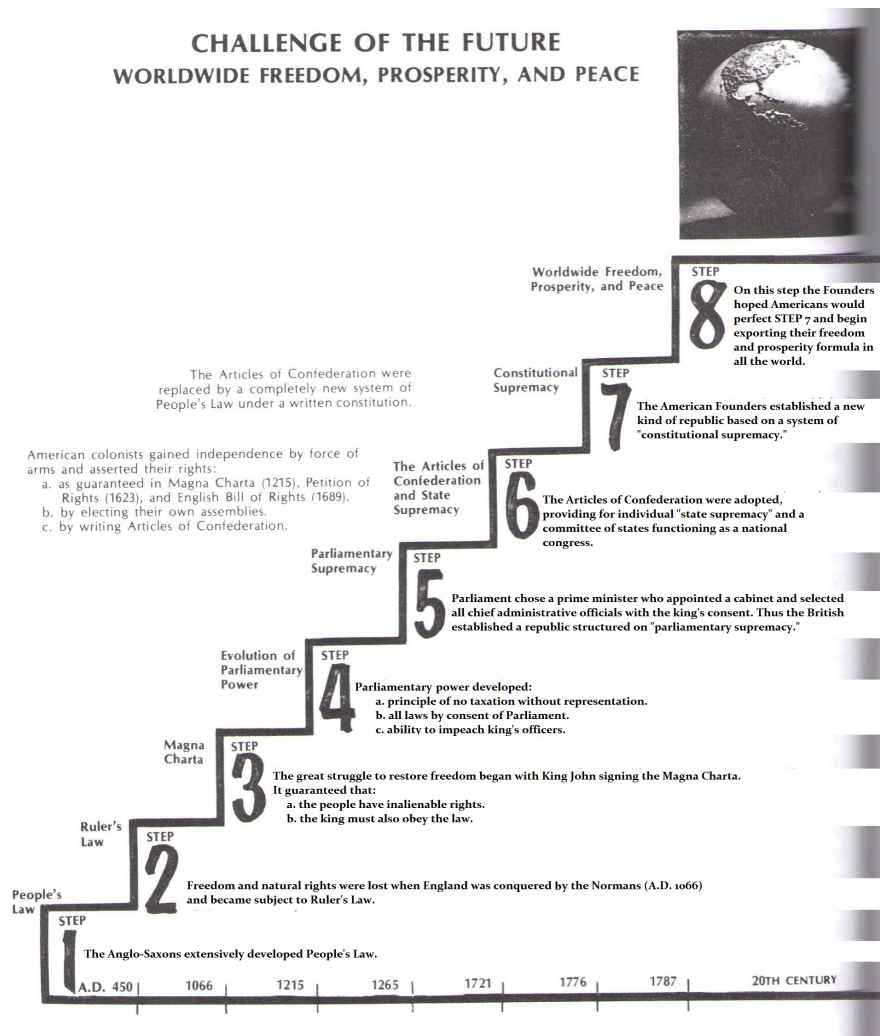 CHALLENGE OF THE FUTURE
WORLDWIDE FREEDOM, PROSPERITY, AND PEACE
Worldwide Freedom,
Prosperity, and Peace
STEP
8
On this step the Founders
hoped Americans would
perfect STEP 7 and begin
exporting their freedom
and prosperity formula in
all the world.
The Articles of Confederation were
replaced by a completely new system of
People's Law under a written constitution.
Constitutional
Supremacy
STEP
7
The American Founders established a new
kind of republic based on a system of
"constitutional supremacy."
American colonists gained independence by force of
arms and asserted their rights:
a. as guaranteed in Magna Charta (1215), Petition of
Rights (1623), and English Bill of Rights (1689).
b. by electing their own assemblies.
c. by writing Articles of Confederation.
The Articles of
Confederation
and State
Supremacy
STEP
6
The Articles of Confederation were adopted,
providing for individual "state supremacy" and a
committee of states functioning as a national
congress.
Parliamentary
Supremacy
STEP
5
Parliament chose a prime minister who appointed a cabinet and selected
all chief administrative officials with the king's consent. Thus the British
established a republic structured on "parliamentary supremacy."
Evolution of
Parliamentary
Power
STEP
4
Parliamentary power developed:
a. principle of no taxation without representation.
b. all laws by consent of Parliament.
c. ability to impeach king's officers.
Magna
Charta
STEP
3
The great struggle to restore freedom began with King John signing the Magna Charta.
It guaranteed that:
a. the people have inalienable rights.
b. the king must also obey the law.
Ruler's
Law
STEP
2
Freedom and natural rights were lost when England was conquered by the Normans (A.D. 1066)
and became subject to Ruler's Law.
People's
Law
STEP
1
The Anglo-Saxons extensively developed People's Law.
A.D. 450 1066 1215 1265 1721 1776 1787 20TH CENTURY